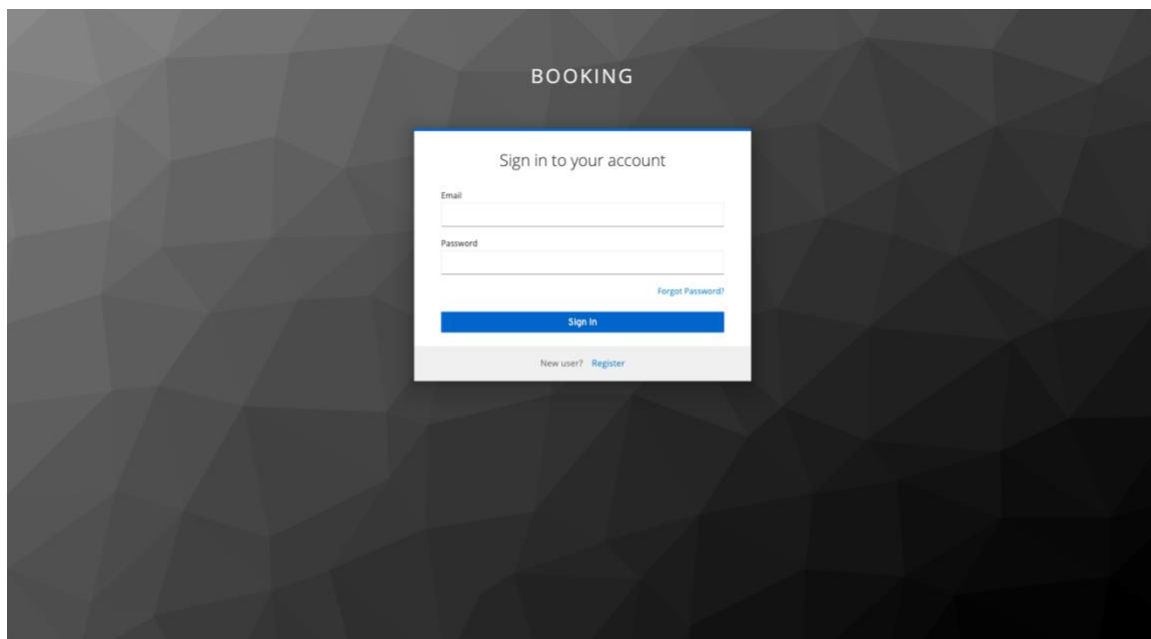 BOOKING
Sign in to your account
Email
Password
Forgot Password?
Sign In
New user? Register